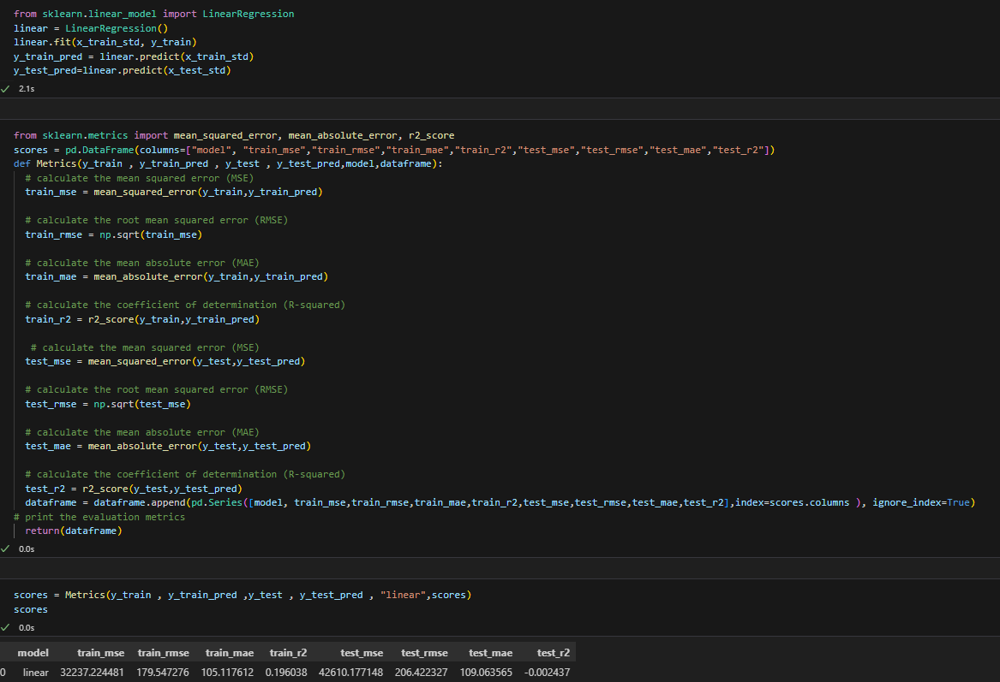 from sklearn.linear_model import LinearRegression
linear = LinearRegression()
linear.fit(x_train_std, y_train)
y_train_pred = linear.predict(x_train_std)
y_test_pred=linear.predict(x_test_std)
2.1s
from sklearn.metrics import mean_squared_error, mean_absolute_error, r2_score
scores = pd.DataFrame(columns=["model", "train_mse","train_rmse","train_mae","train_r2","test_mse","test_rmse","test_mae","test_r2"])
def Metrics(y_train , y_train_pred , y_test , y_test_pred,model,dataframe):
# calculate the mean squared error (MSE)
train_mse = mean_squared_error(y_train,y_train_pred)
# calculate the root mean squared error (RMSE)
train_rmse = np.sqrt(train_mse)
# calculate the mean absolute error (MAE)
train_mae = mean_absolute_error(y_train,y_train_pred)
# calculate the coefficient of determination (R-squared)
train_r2 = r2_score(y_train,y_train_pred)
# calculate the mean squared error (MSE)
test_mse = mean_squared_error(y_test,y_test_pred)
# calculate the root mean squared error (RMSE)
test_rmse = np.sqrt(test_mse)
# calculate the mean absolute error (MAE)
test_mae = mean_absolute_error(y_test,y_test_pred)
# calculate the coefficient of determination (R-squared)
test_r2 = r2_score(y_test,y_test_pred)
dataframe = dataframe.append(pd.Series([model, train_mse,train_rmse,train_mae,train_r2,test_mse,test_rmse,test_mae,test_r2],index=scores.columns ), ignore_index=True)
# print the evaluation metrics
return(dataframe)
0.0s
scores = Metrics(y_train , y_train_pred ,y_test , y_test_pred , "linear",scores)
scores
0.0s
model train_mse train_rmse train_mae train_r2 test_mse test_rmse test_mae test_r2
0 linear 32237.224481 179.547276 105.117612 0.196038 42610.177148 206.422327 109.063565 -0.002437